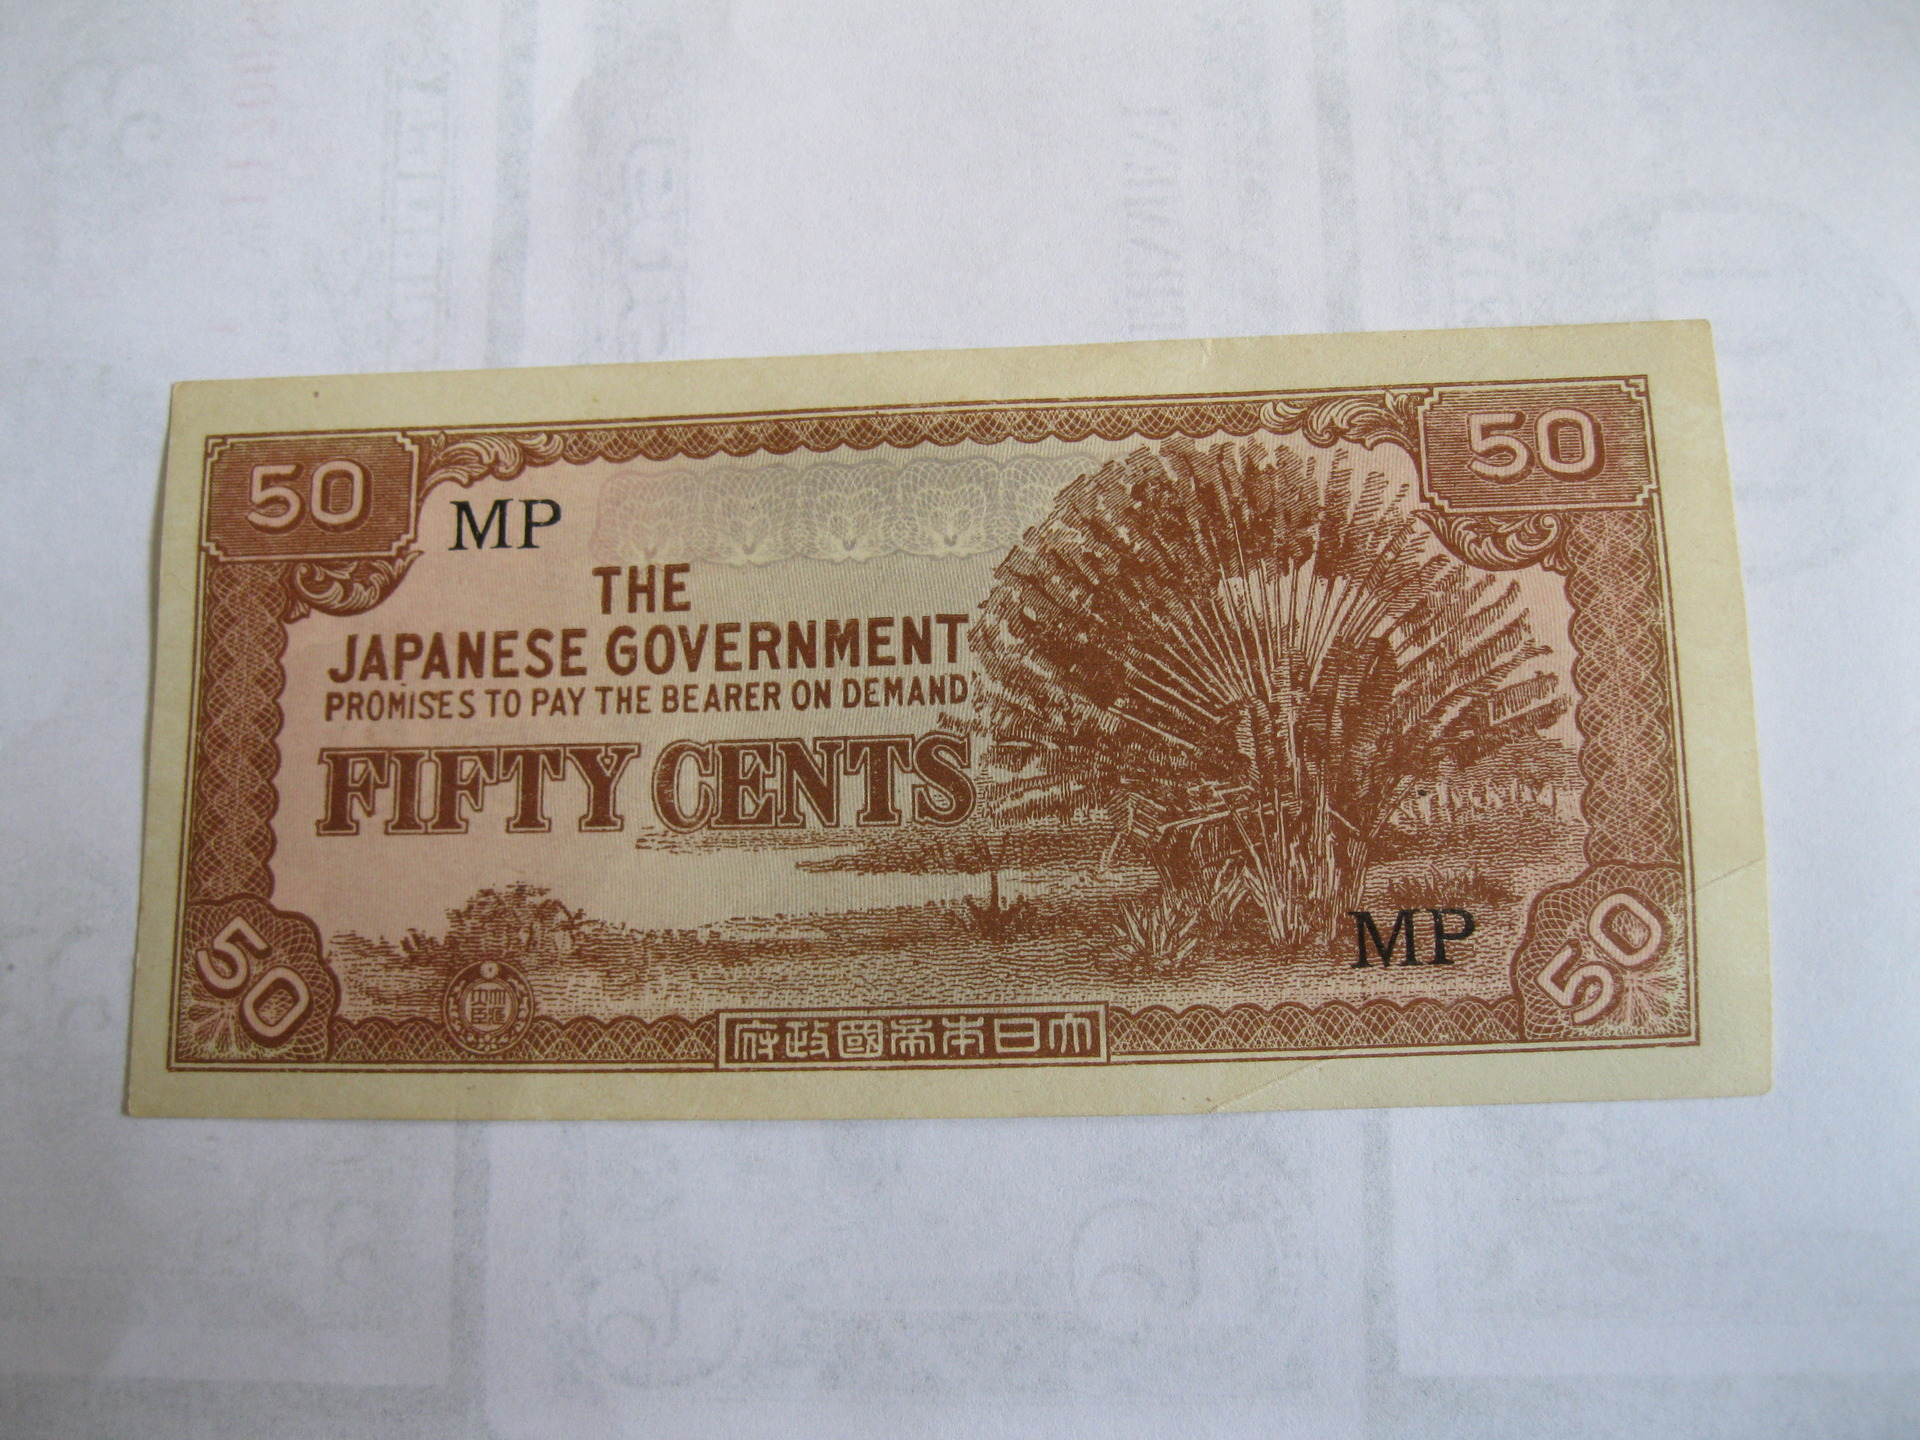 50
50
MP
THE
JAPANESE GOVERNMENT
PROMISES TO PAY THE BEARER ON DEMAND
FIFTY CENTS
MP
50
50
府政國帝本日大